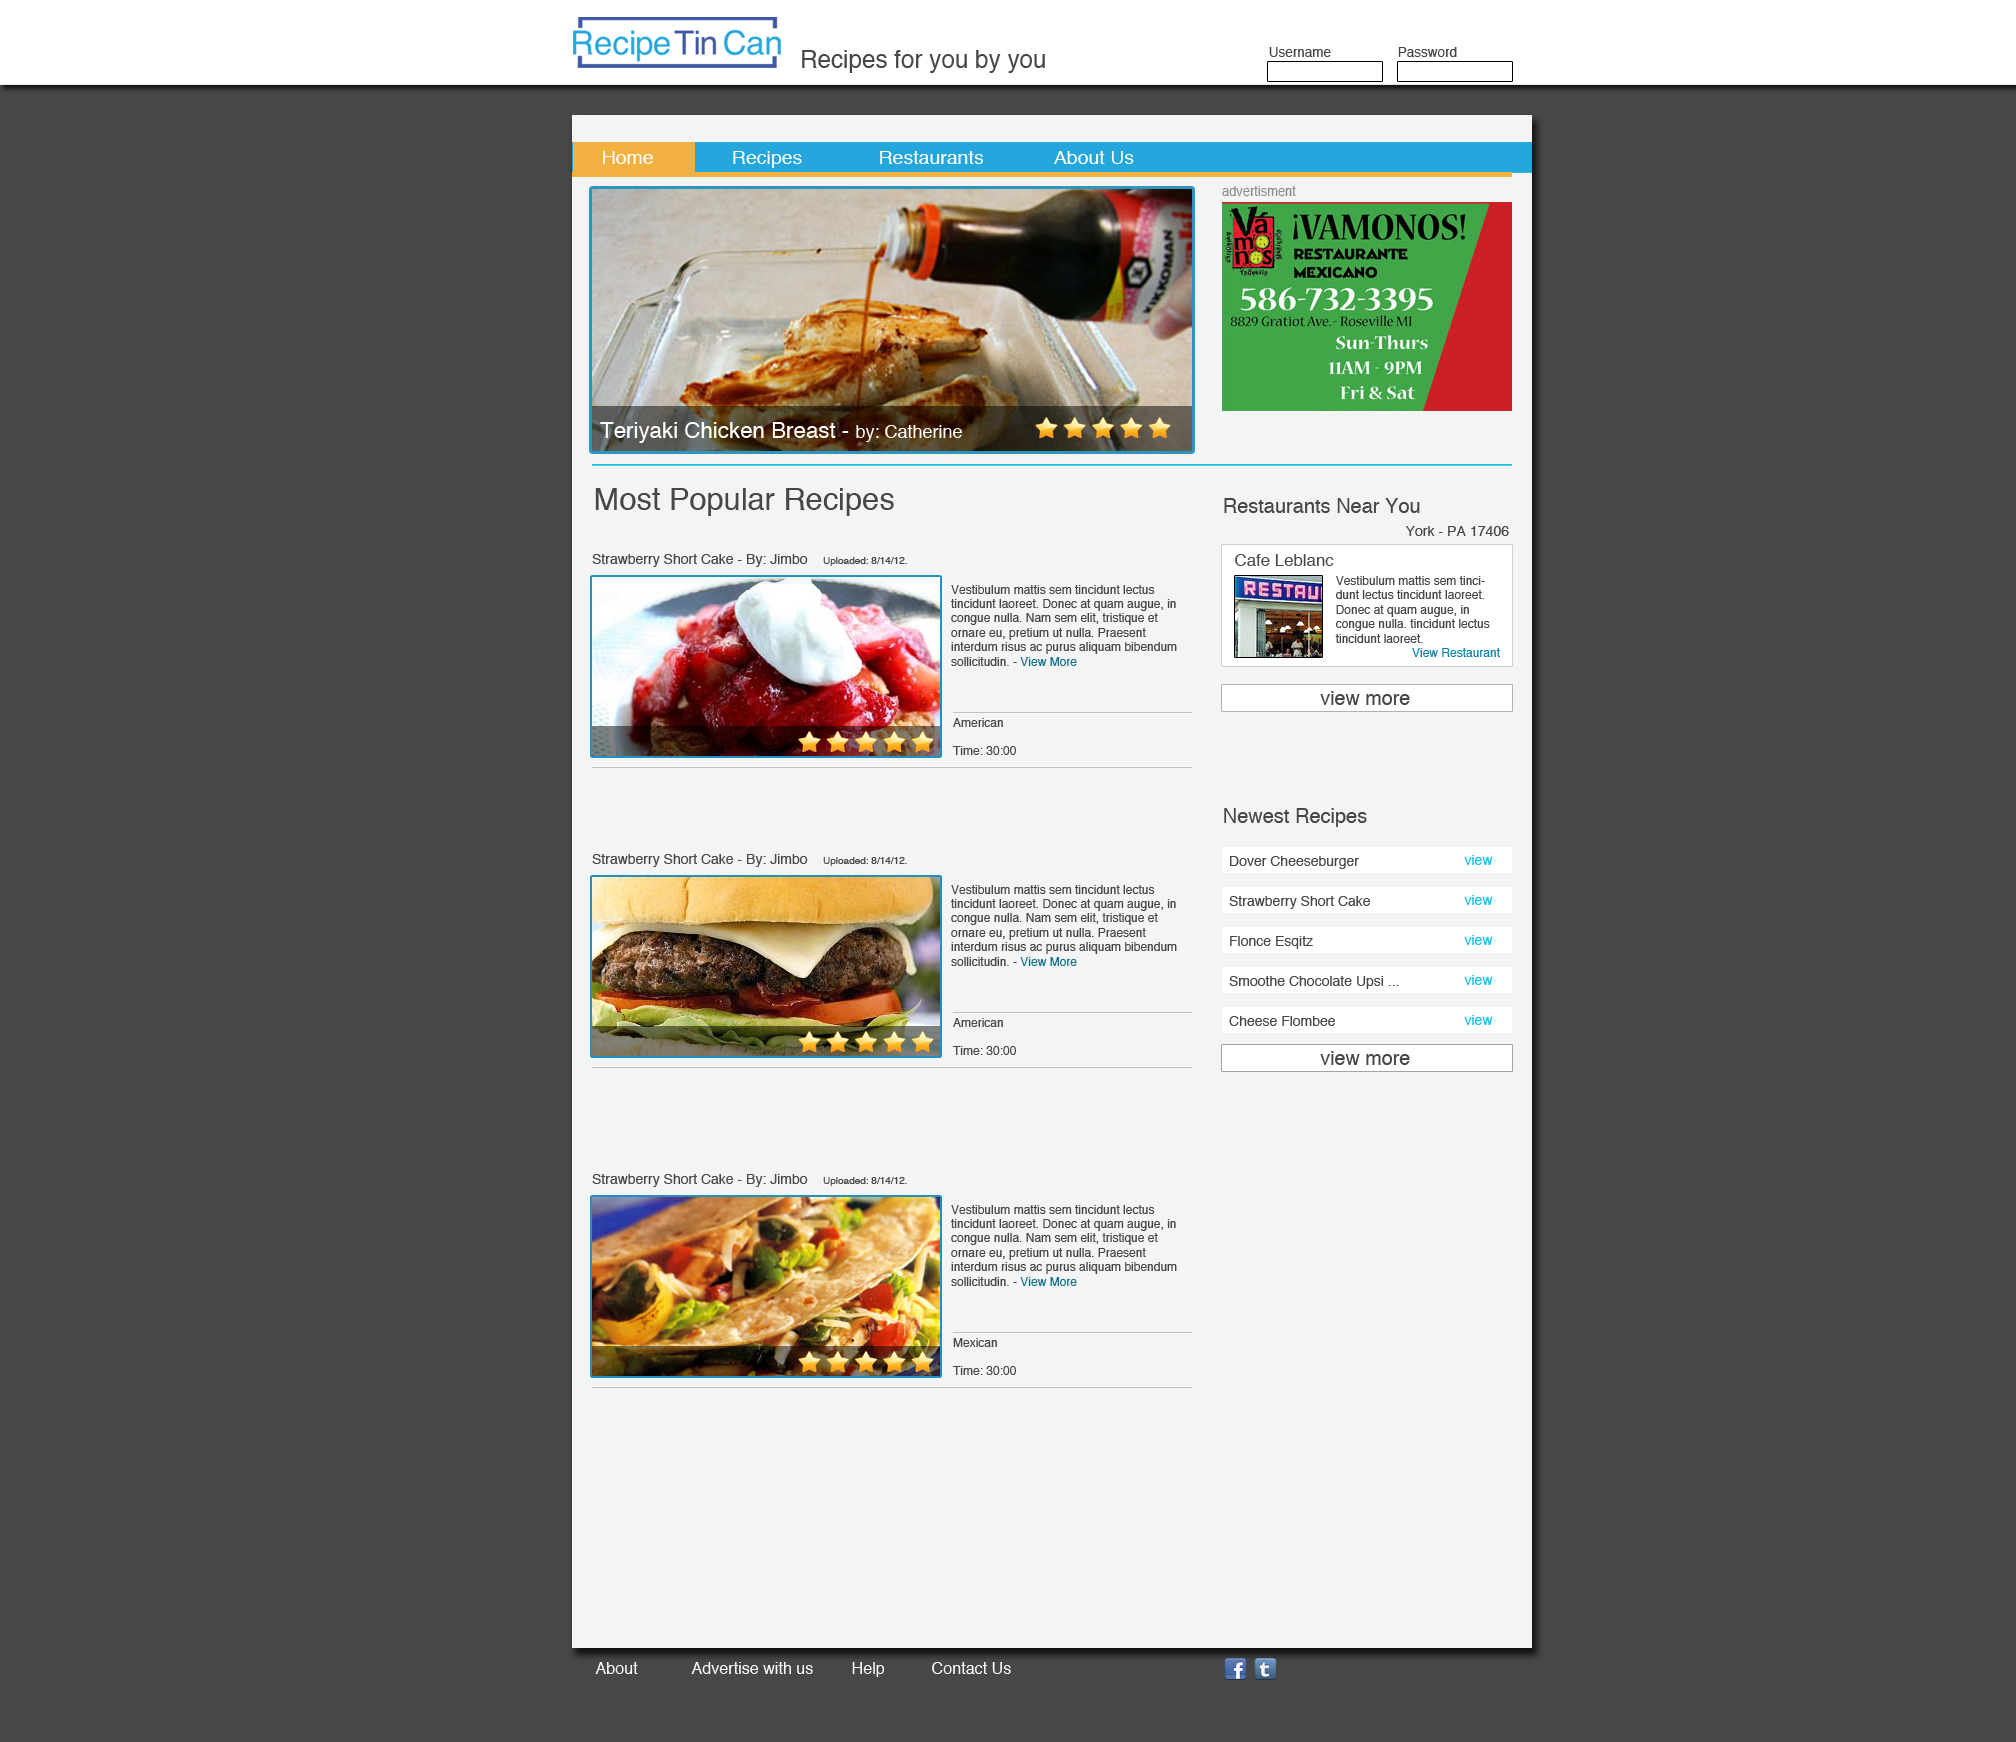 Recipe Tin Can
Recipes for you by you
Username
Password
Home
Recipes
Restaurants
About Us
KIKKOMAN
Teriyaki Chicken Breast - by: Catherine
advertisment
Vámonos
¡VAMONOS!
RESTAURANTE
MEXICANO
586-732-3395
8829 Gratiot Ave. - Roseville MI
Sun-Thurs
11AM - 9PM
Fri & Sat
Most Popular Recipes
Strawberry Short Cake - By: Jimbo
Uploaded: 8/14/12.
Vestibulum mattis sem tincidunt lectus
tincidunt laoreet. Donec at quam augue, in
congue nulla. Nam sem elit, tristique et
ornare eu, pretium ut nulla. Praesent
interdum risus ac purus aliquam bibendum
sollicitudin. - View More
American
Time: 30:00
Strawberry Short Cake - By: Jimbo
Uploaded: 8/14/12.
Vestibulum mattis sem tincidunt lectus
tincidunt laoreet. Donec at quam augue, in
congue nulla. Nam sem elit, tristique et
ornare eu, pretium ut nulla. Praesent
interdum risus ac purus aliquam bibendum
sollicitudin. - View More
American
Time: 30:00
Strawberry Short Cake - By: Jimbo
Uploaded: 8/14/12.
Vestibulum mattis sem tincidunt lectus
tincidunt laoreet. Donec at quam augue, in
congue nulla. Nam sem elit, tristique et
ornare eu, pretium ut nulla. Praesent
interdum risus ac purus aliquam bibendum
sollicitudin. - View More
Mexican
Time: 30:00
Restaurants Near You
York - PA 17406
Cafe Leblanc
RESTAU
Vestibulum mattis sem tinci-
dunt lectus tincidunt laoreet.
Donec at quam augue, in
congue nulla. tincidunt lectus
tincidunt laoreet.
View Restaurant
view more
Newest Recipes
Dover Cheeseburger view
Strawberry Short Cake view
Flonce Esqitz view
Smoothe Chocolate Upsi ... view
Cheese Flombee view
view more
About
Advertise with us
Help
Contact Us
f
t